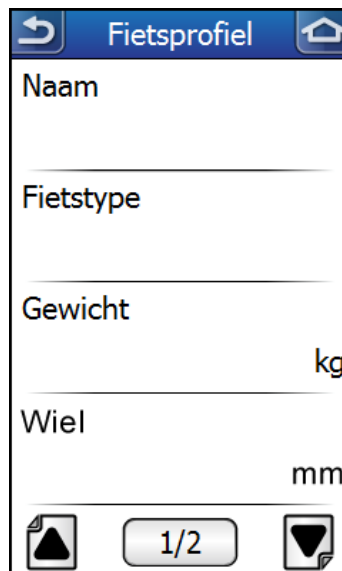 Fietsprofiel
Naam
Fietstype
Gewicht
kg
Wiel
mm
1/2